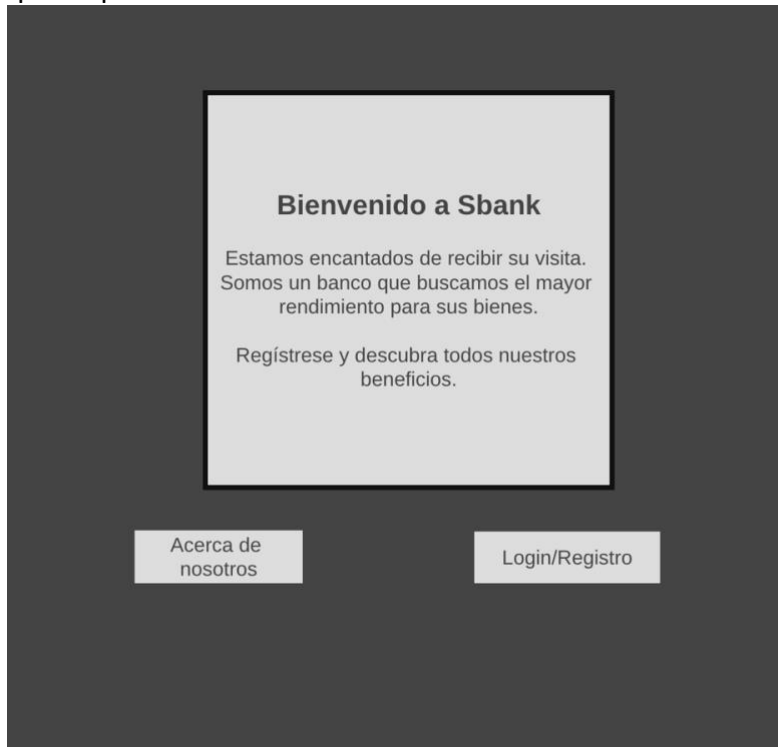 Bienvenido a Sbank
Estamos encantados de recibir su visita.
Somos un banco que buscamos el mayor
rendimiento para sus bienes.
Regístrese y descubra todos nuestros
beneficios.
Acerca de
nosotros
Login/Registro